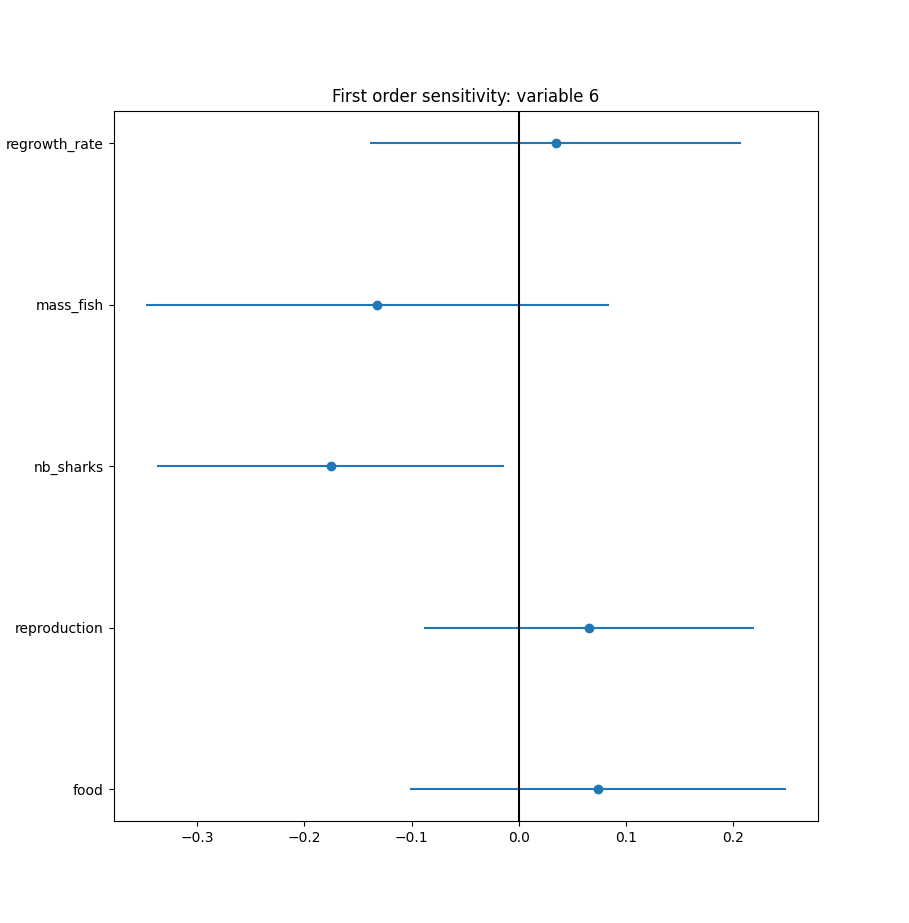 First order sensitivity: variable 6
regrowth_rate
mass_fish
nb_sharks
reproduction
food
−0.3 −0.2 −0.1 0.0 0.1 0.2